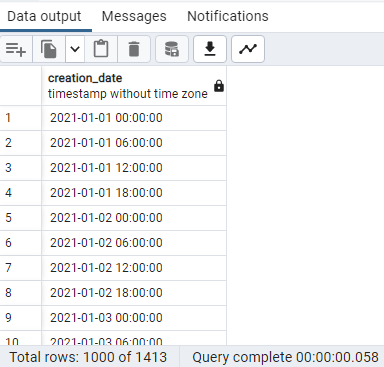 Data output Messages Notifications
creation_date
timestamp without time zone
1 2021-01-01 00:00:00
2 2021-01-01 06:00:00
3 2021-01-01 12:00:00
4 2021-01-01 18:00:00
5 2021-01-02 00:00:00
6 2021-01-02 06:00:00
7 2021-01-02 12:00:00
8 2021-01-02 18:00:00
9 2021-01-03 00:00:00
10 2021-01-03 06:00:00
Total rows: 1000 of 1413 Query complete 00:00:00.058